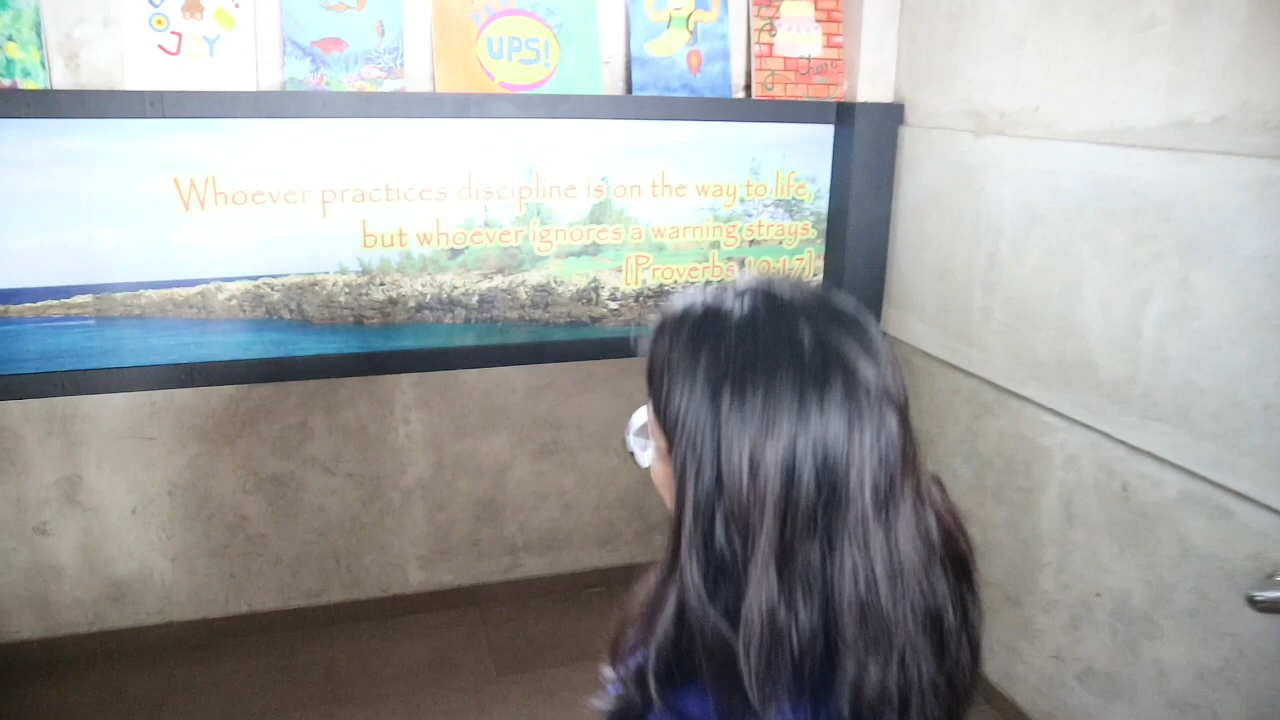 JOY
UPS!
Whoever practices discipline is on the way to life,
but whoever ignores a warning strays.
[Proverbs 10:17]